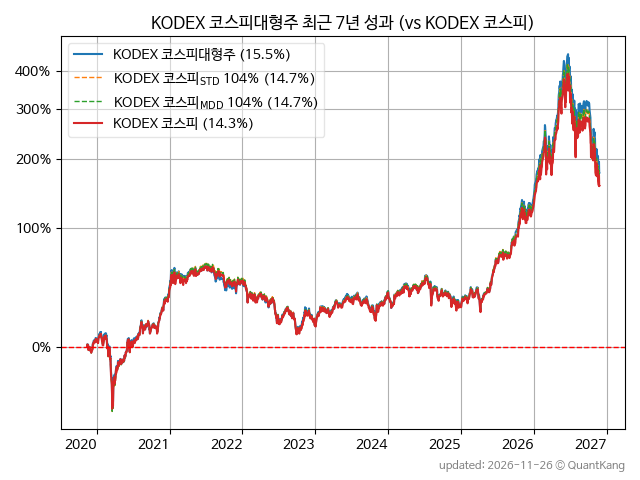 KODEX 코스피대형주 최근 7년 성과 (vs KODEX 코스피)
KODEX 코스피대형주 (15.5%)
KODEX 코스피STD 104% (14.7%)
KODEX 코스피MDD 104% (14.7%)
KODEX 코스피 (14.3%)
400%
300%
200%
100%
0%
2020 2021 2022 2023 2024 2025 2026 2027
updated: 2026-11-26 © QuantKang